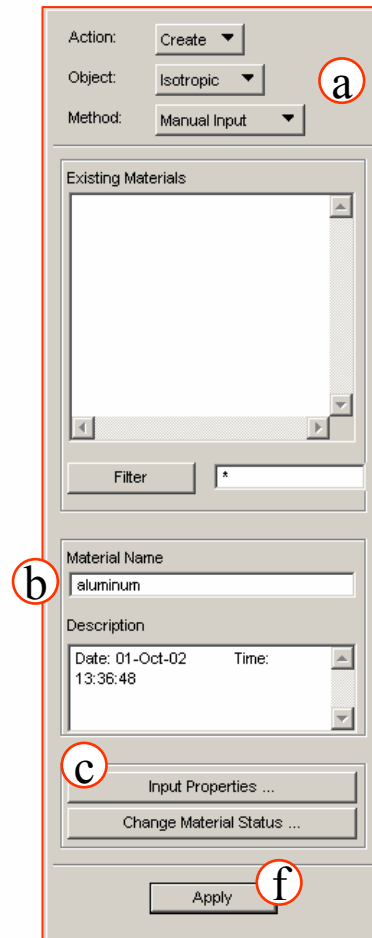 Action: Create
Object: Isotropic
a
Method: Manual Input
Existing Materials
Filter *
Material Name
b
aluminum
Description
Date: 01-Oct-02 Time:
13:36:48
c
Input Properties ...
Change Material Status ...
f
Apply